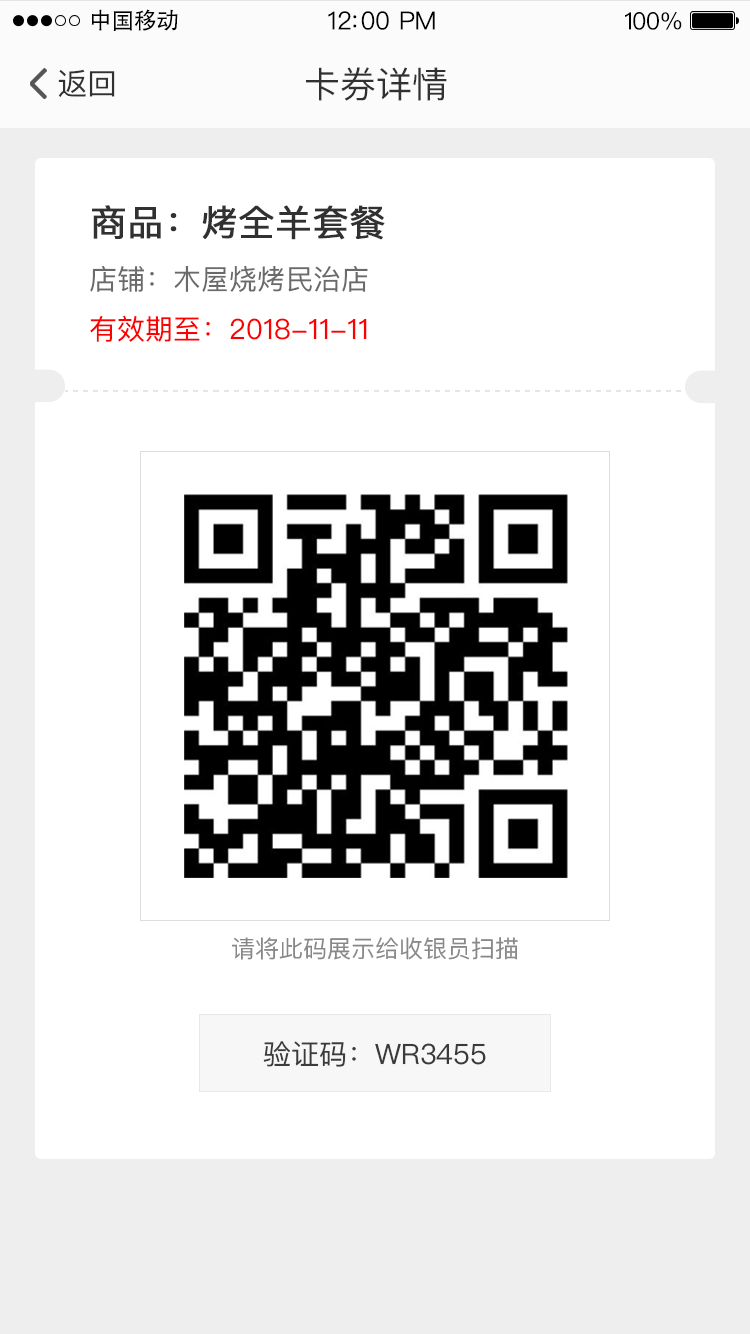 中国移动 12:00 PM 100%
返回 卡券详情
商品：烤全羊套餐
店铺：木屋烧烤民治店
有效期至：2018-11-11
请将此码展示给收银员扫描
验证码：WR3455